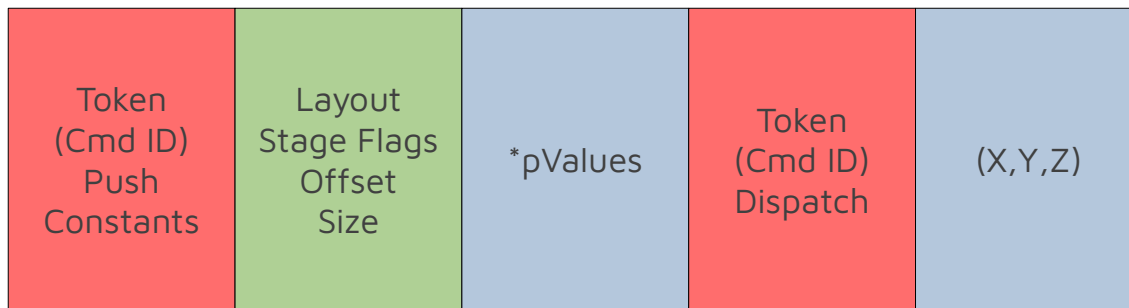 Token
(Cmd ID)
Push
Constants
Layout
Stage Flags
Offset
Size
*pValues
Token
(Cmd ID)
Dispatch
(X,Y,Z)